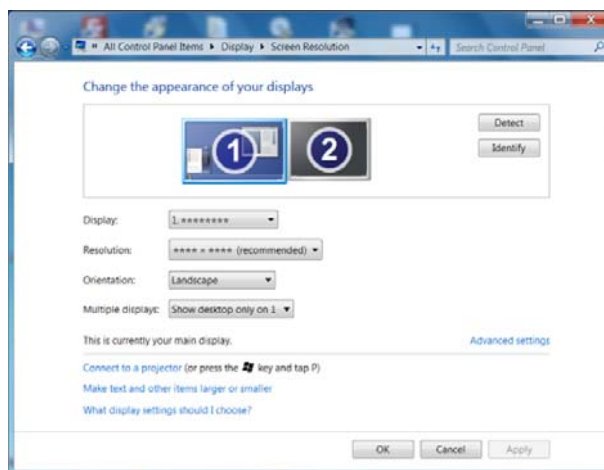 « All Control Panel Items ▸ Display ▸ Screen Resolution
Search Control Panel
Change the appearance of your displays
1
2
Detect
Identify
Display: 1.********
Resolution: **** × **** (recommended)
Orientation: Landscape
Multiple displays: Show desktop only on 1
This is currently your main display.
Advanced settings
Connect to a projector (or press the key and tap P)
Make text and other items larger or smaller
What display settings should I choose?
OK
Cancel
Apply